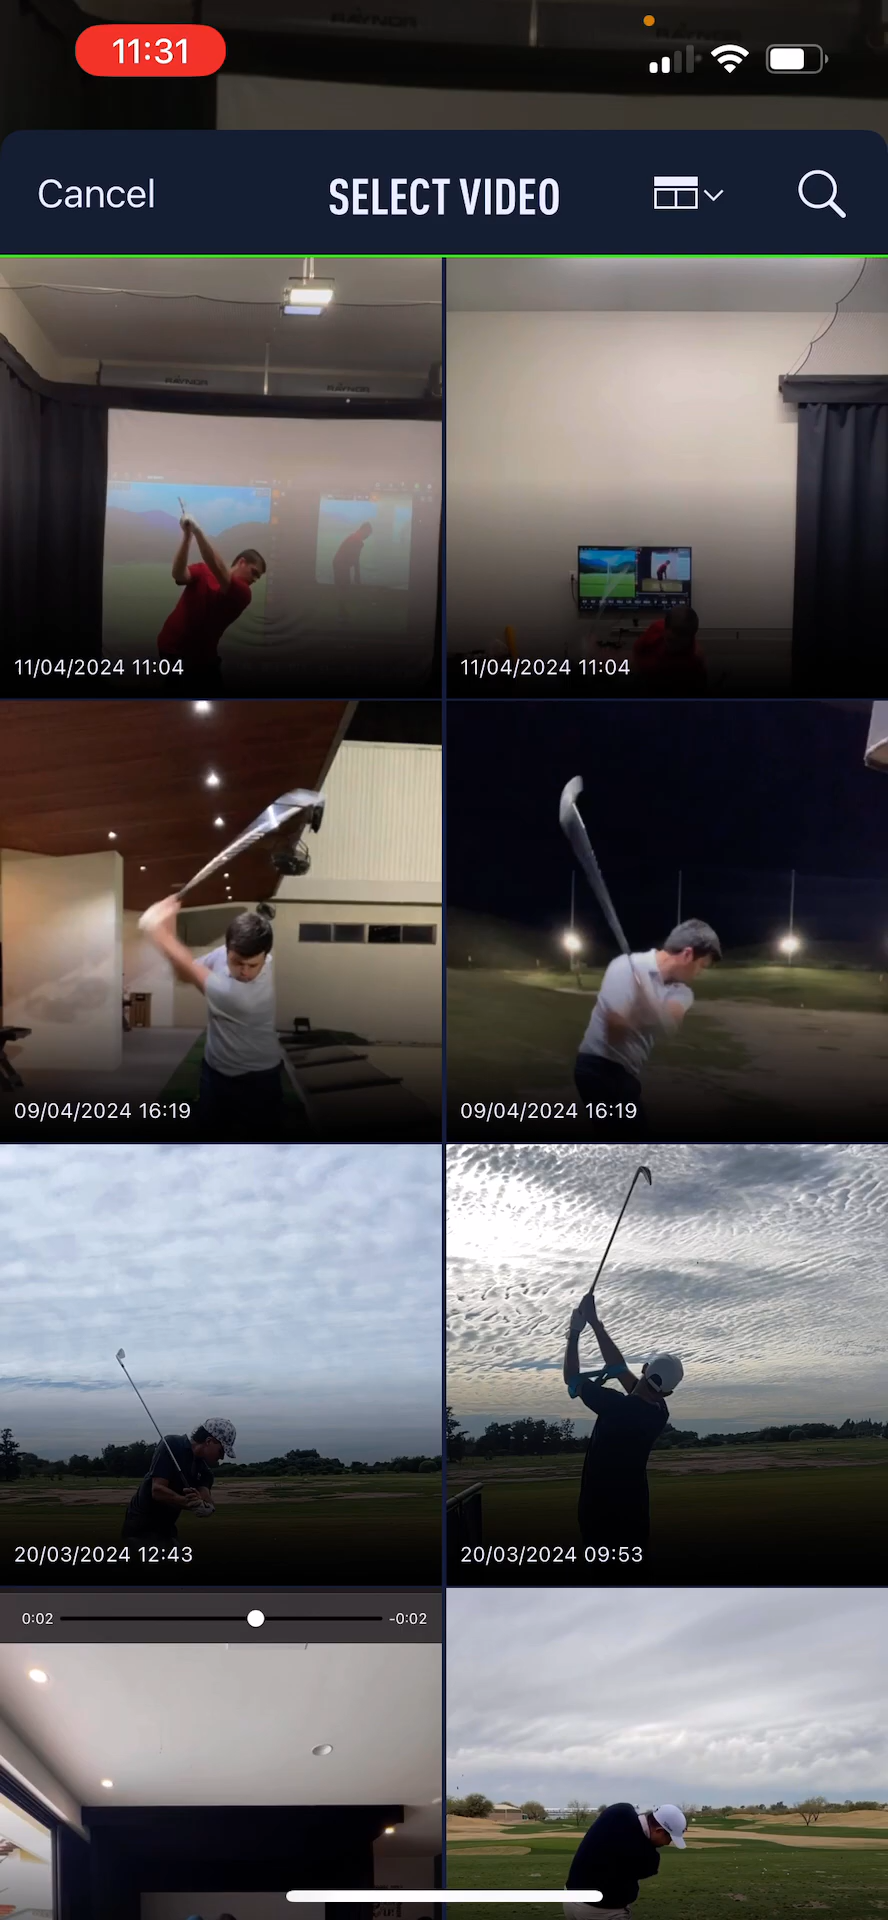 11:31
Cancel
SELECT VIDEO
RAYNOR
RAYNOR
11/04/2024 11:04
11/04/2024 11:04
09/04/2024 16:19
09/04/2024 16:19
20/03/2024 12:43
20/03/2024 09:53
0:02
-0:02